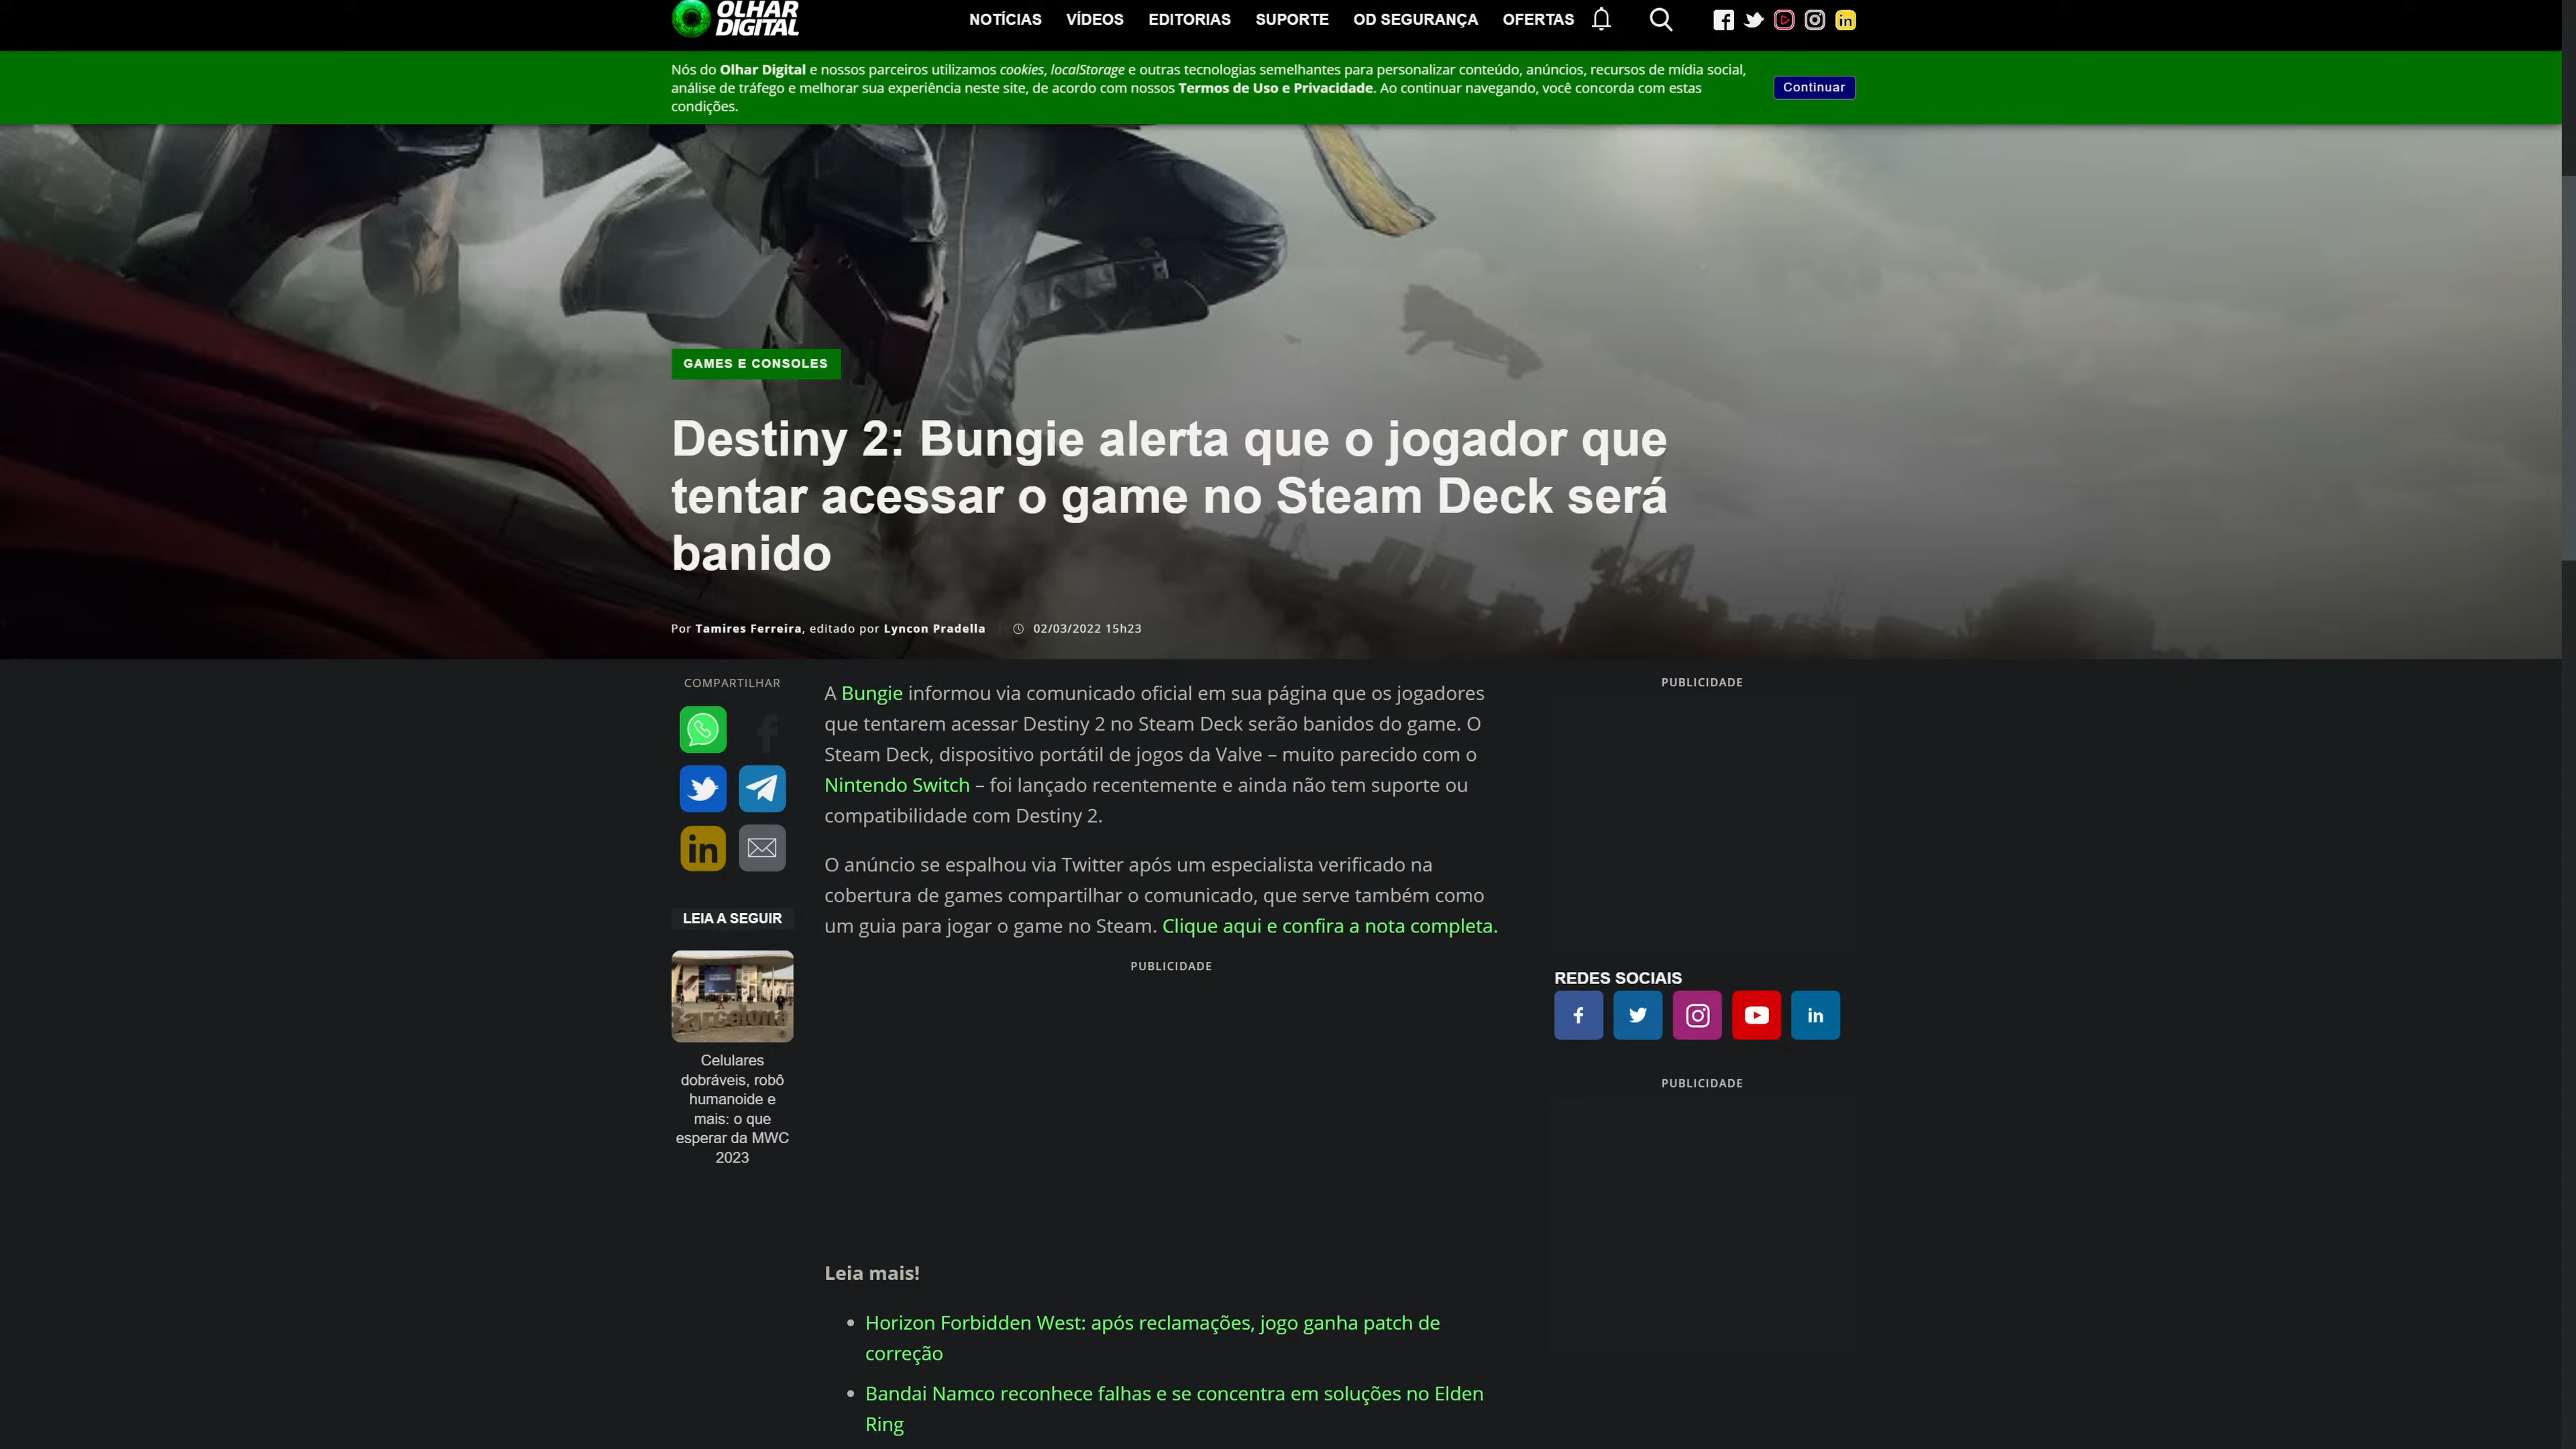 OLHAR
DIGITAL
NOTÍCIAS VÍDEOS EDITORIAS SUPORTE OD SEGURANÇA OFERTAS
Nós do Olhar Digital e nossos parceiros utilizamos cookies, localStorage e outras tecnologias semelhantes para personalizar conteúdo, anúncios, recursos de mídia social,
análise de tráfego e melhorar sua experiência neste site, de acordo com nossos Termos de Uso e Privacidade. Ao continuar navegando, você concorda com estas
condições.
Continuar
GAMES E CONSOLES
Destiny 2: Bungie alerta que o jogador que
tentar acessar o game no Steam Deck será
banido
Por Tamires Ferreira, editado por Lyncon Pradella 02/03/2022 15h23
COMPARTILHAR
A Bungie informou via comunicado oficial em sua página que os jogadores
que tentarem acessar Destiny 2 no Steam Deck serão banidos do game. O
Steam Deck, dispositivo portátil de jogos da Valve – muito parecido com o
Nintendo Switch – foi lançado recentemente e ainda não tem suporte ou
compatibilidade com Destiny 2.
O anúncio se espalhou via Twitter após um especialista verificado na
cobertura de games compartilhar o comunicado, que serve também como
um guia para jogar o game no Steam. Clique aqui e confira a nota completa.
PUBLICIDADE
LEIA A SEGUIR
Barcelona
Celulares
dobráveis, robô
humanoide e
mais: o que
esperar da MWC
2023
Leia mais!
Horizon Forbidden West: após reclamações, jogo ganha patch de
correção
Bandai Namco reconhece falhas e se concentra em soluções no Elden
Ring
PUBLICIDADE
REDES SOCIAIS
PUBLICIDADE